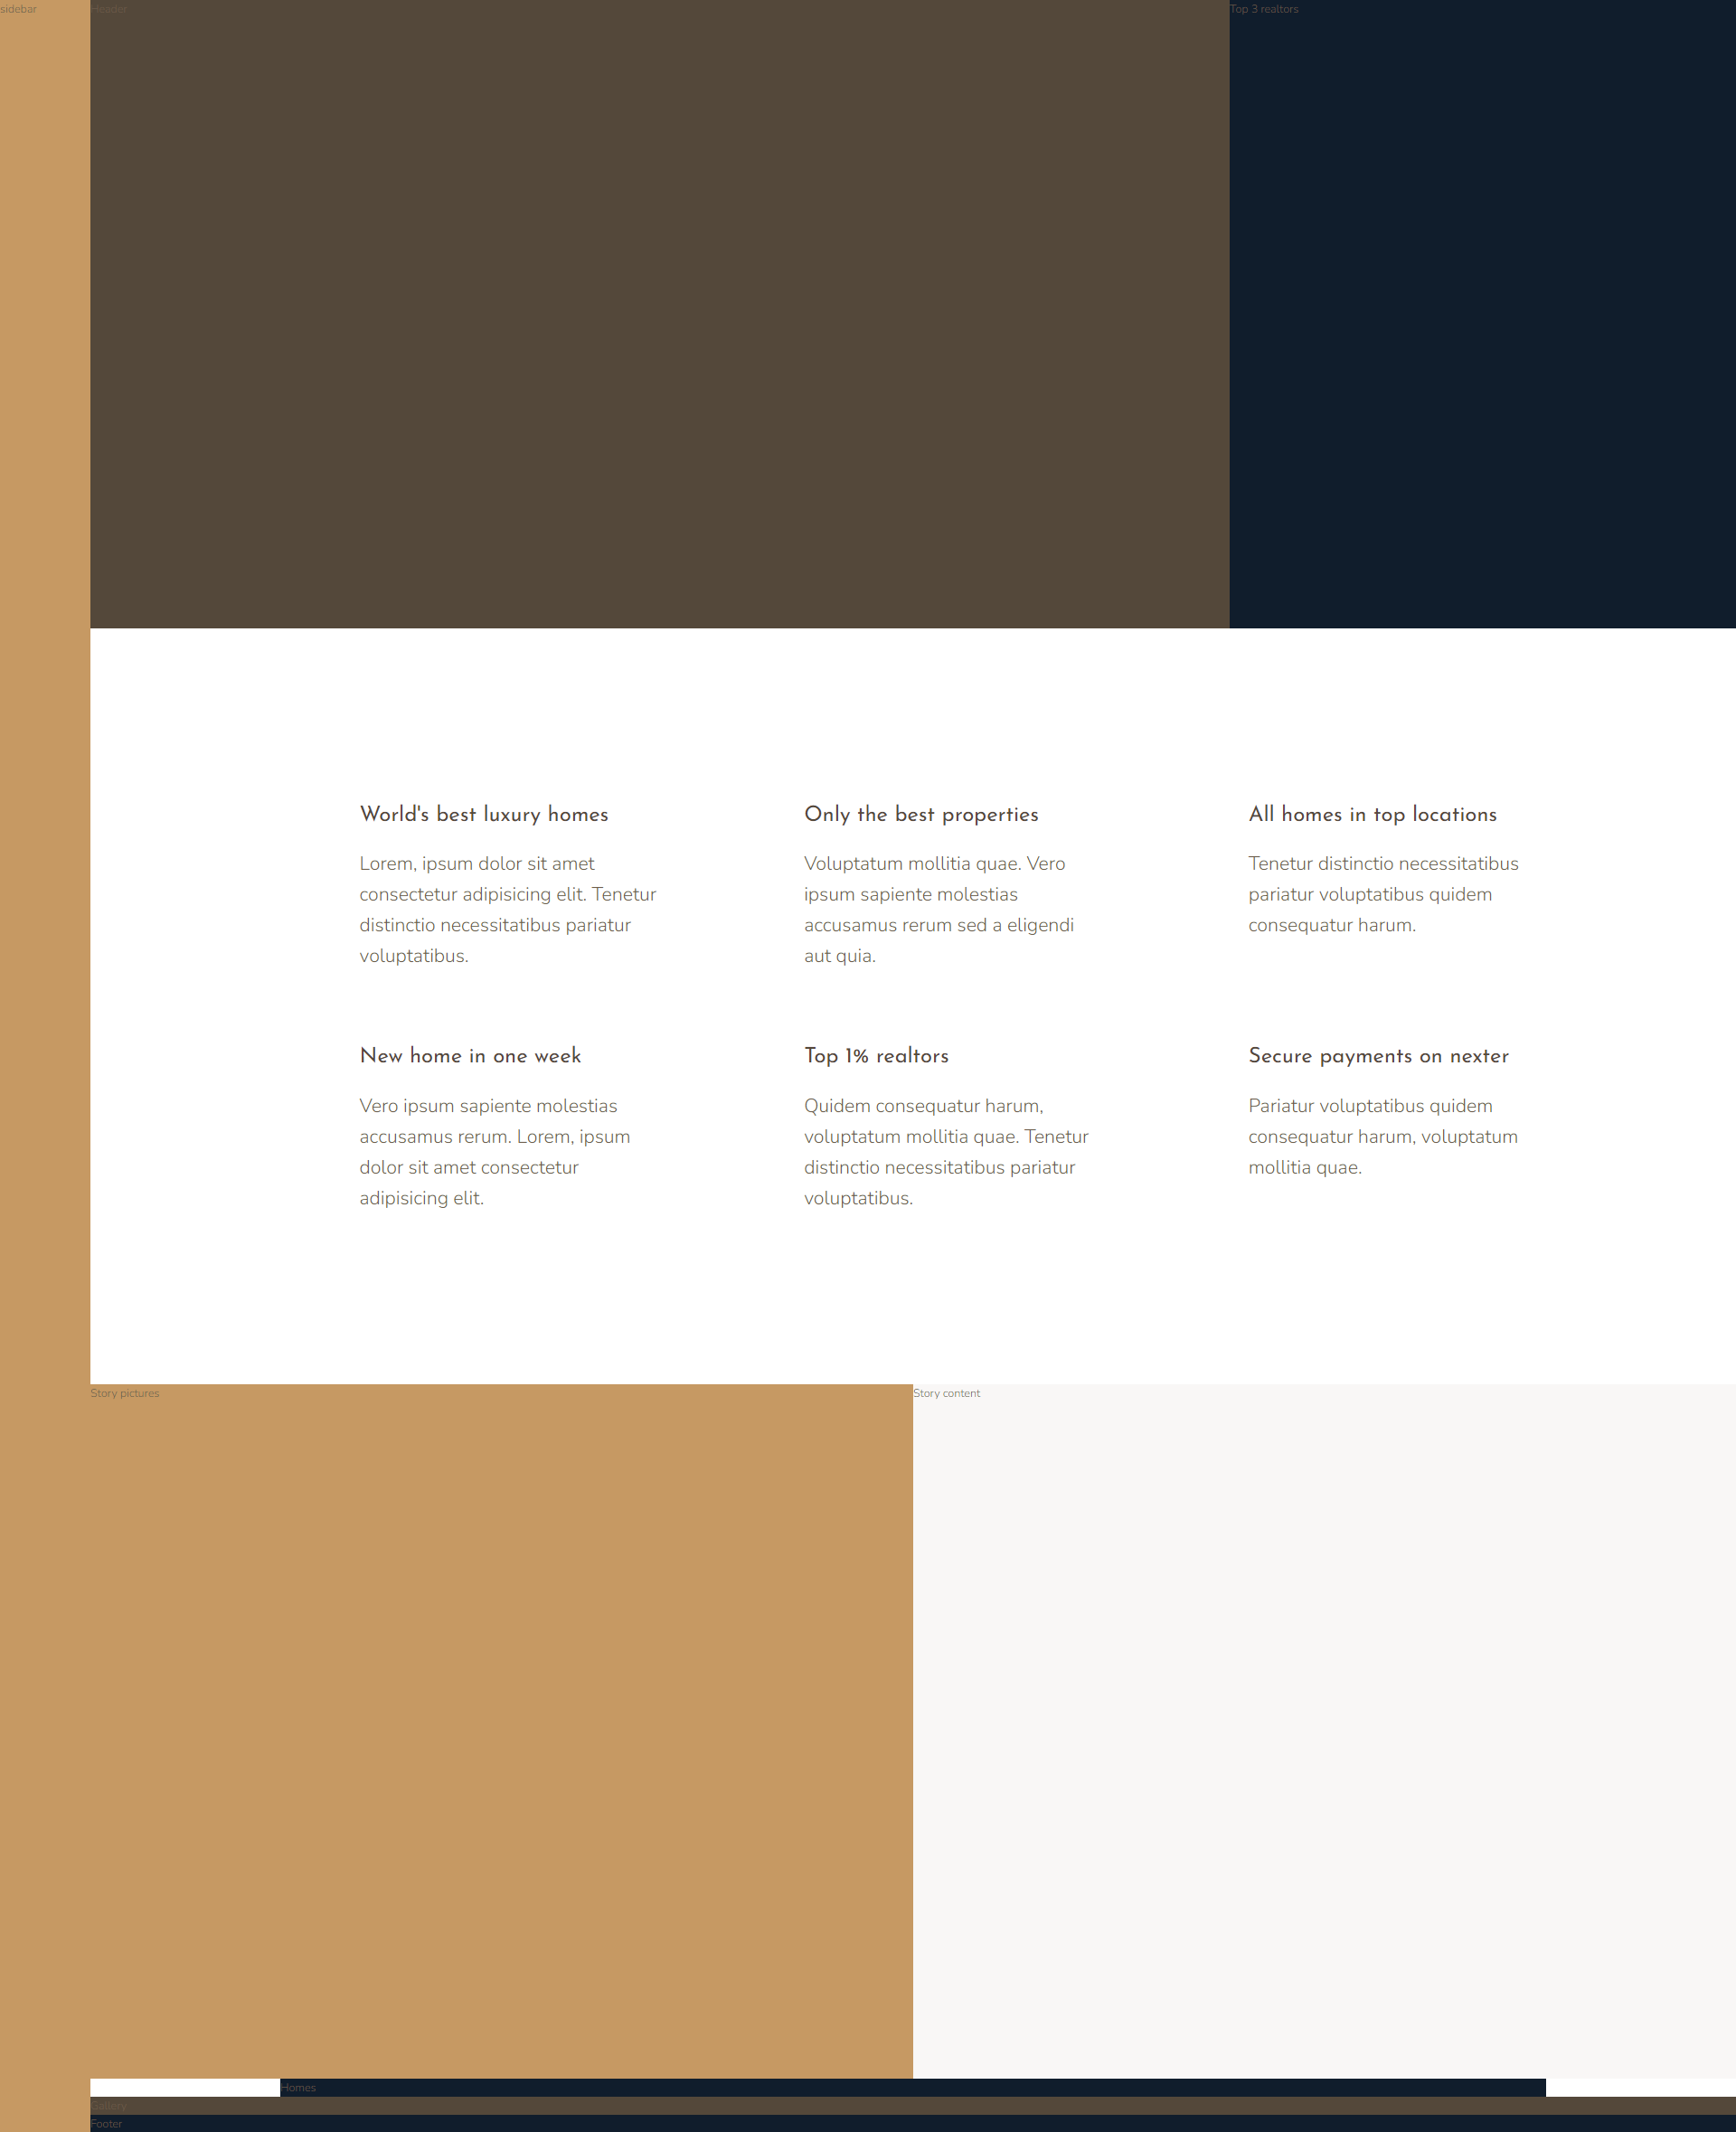 sidebar
Header
Top 3 realtors
World's best luxury homes
Lorem, ipsum dolor sit amet
consectetur adipisicing elit. Tenetur
distinctio necessitatibus pariatur
voluptatibus.
Only the best properties
Voluptatum mollitia quae. Vero
ipsum sapiente molestias
accusamus rerum sed a eligendi
aut quia.
All homes in top locations
Tenetur distinctio necessitatibus
pariatur voluptatibus quidem
consequatur harum.
New home in one week
Vero ipsum sapiente molestias
accusamus rerum. Lorem, ipsum
dolor sit amet consectetur
adipisicing elit.
Top 1% realtors
Quidem consequatur harum,
voluptatum mollitia quae. Tenetur
distinctio necessitatibus pariatur
voluptatibus.
Secure payments on nexter
Pariatur voluptatibus quidem
consequatur harum, voluptatum
mollitia quae.
Story pictures
Story content
Homes
Gallery
Footer